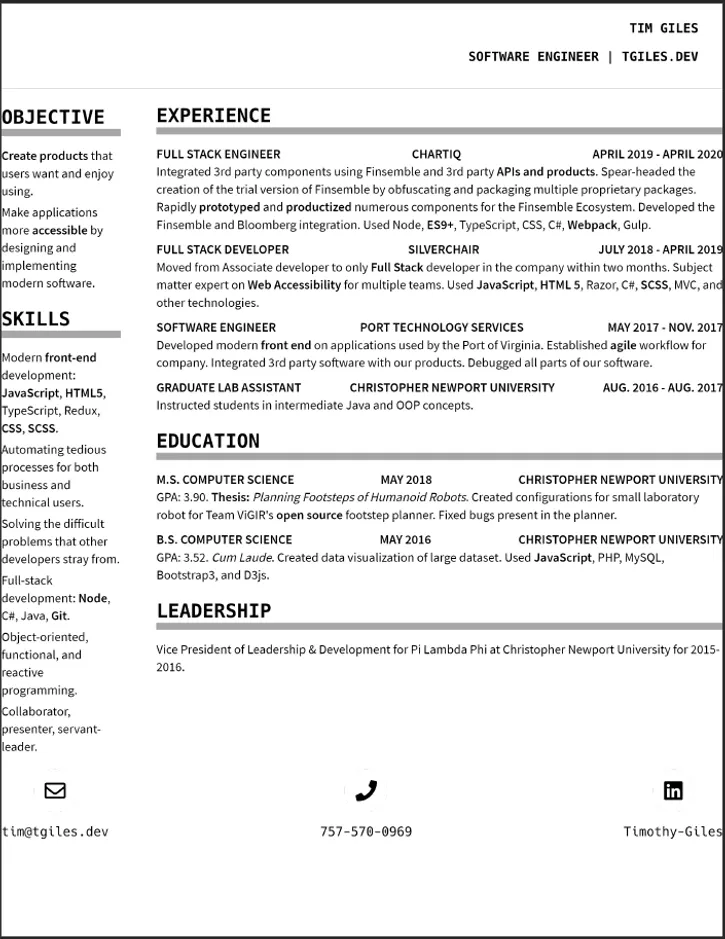 TIM GILES
SOFTWARE ENGINEER | TGILES.DEV
OBJECTIVE
Create products that
users want and enjoy
using.
Make applications
more accessible by
designing and
implementing
modern software.
SKILLS
Modern front-end
development:
JavaScript, HTML5,
TypeScript, Redux,
CSS, SCSS.
Automating tedious
processes for both
business and
technical users.
Solving the difficult
problems that other
developers stray from.
Full-stack
development: Node,
C#, Java, Git.
Object-oriented,
functional, and
reactive
programming.
Collaborator,
presenter, servant-
leader.
EXPERIENCE
FULL STACK ENGINEER CHARTIQ APRIL 2019 - APRIL 2020
Integrated 3rd party components using Finsemble and 3rd party APIs and products. Spear-headed the
creation of the trial version of Finsemble by obfuscating and packaging multiple proprietary packages.
Rapidly prototyped and productized numerous components for the Finsemble Ecosystem. Developed the
Finsemble and Bloomberg integration. Used Node, ES9+, TypeScript, CSS, C#, Webpack, Gulp.
FULL STACK DEVELOPER SILVERCHAIR JULY 2018 - APRIL 2019
Moved from Associate developer to only Full Stack developer in the company within two months. Subject
matter expert on Web Accessibility for multiple teams. Used JavaScript, HTML 5, Razor, C#, SCSS, MVC, and
other technologies.
SOFTWARE ENGINEER PORT TECHNOLOGY SERVICES MAY 2017 - NOV. 2017
Developed modern front end on applications used by the Port of Virginia. Established agile workflow for
company. Integrated 3rd party software with our products. Debugged all parts of our software.
GRADUATE LAB ASSISTANT CHRISTOPHER NEWPORT UNIVERSITY AUG. 2016 - AUG. 2017
Instructed students in intermediate Java and OOP concepts.
EDUCATION
M.S. COMPUTER SCIENCE MAY 2018 CHRISTOPHER NEWPORT UNIVERSITY
GPA: 3.90. Thesis: Planning Footsteps of Humanoid Robots. Created configurations for small laboratory
robot for Team ViGIR's open source footstep planner. Fixed bugs present in the planner.
B.S. COMPUTER SCIENCE MAY 2016 CHRISTOPHER NEWPORT UNIVERSITY
GPA: 3.52. Cum Laude. Created data visualization of large dataset. Used JavaScript, PHP, MySQL,
Bootstrap3, and D3js.
LEADERSHIP
Vice President of Leadership & Development for Pi Lambda Phi at Christopher Newport University for 2015-
2016.
tim@tgiles.dev 757-570-0969 Timothy-Giles